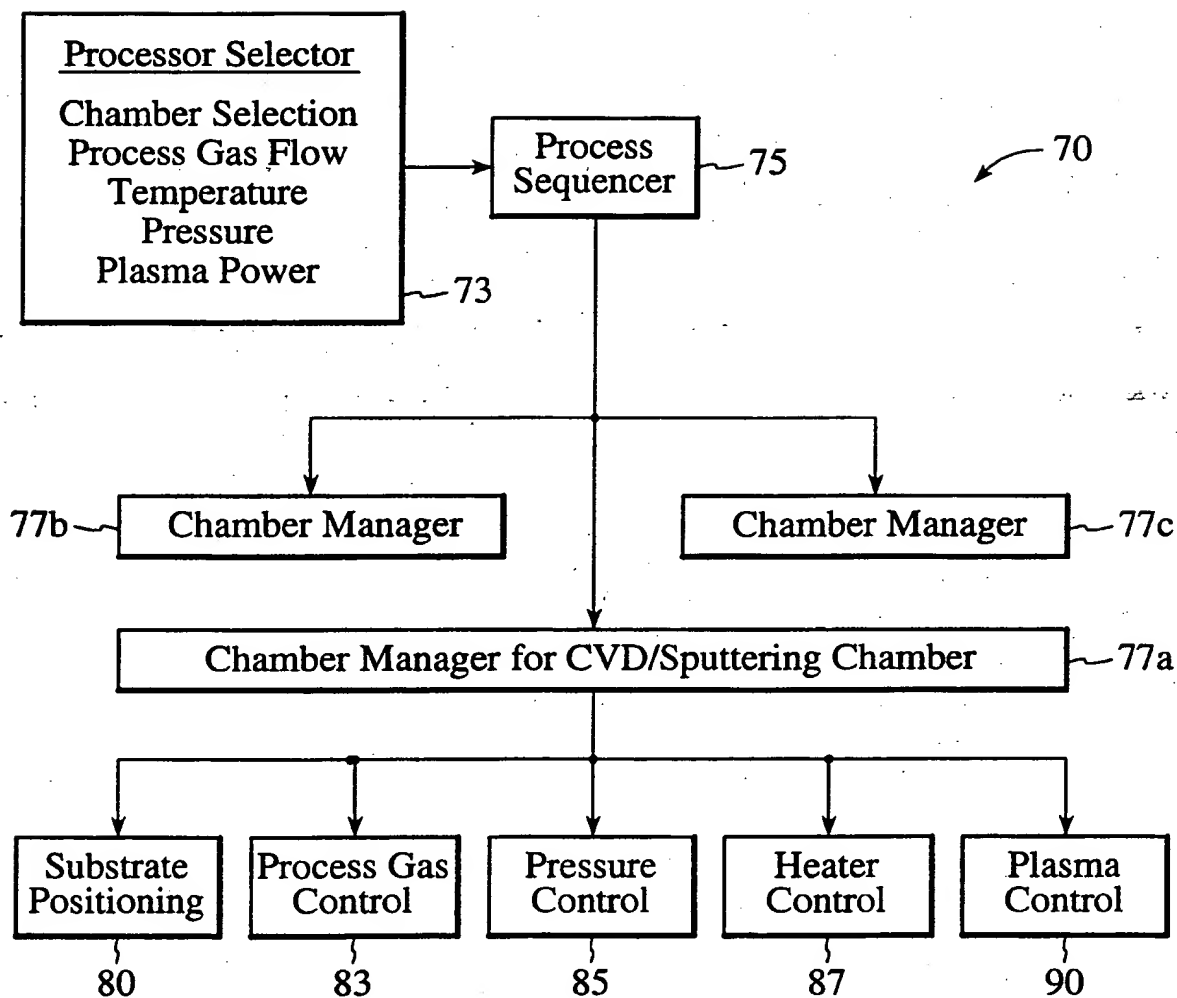 Processor Selector
Chamber Selection
Process Gas Flow
Temperature
Pressure
Plasma Power
73
Process
Sequencer
75
70
77b
Chamber Manager
Chamber Manager
77c
Chamber Manager for CVD/Sputtering Chamber
77a
Substrate
Positioning
Process Gas
Control
Pressure
Control
Heater
Control
Plasma
Control
80
83
85
87
90